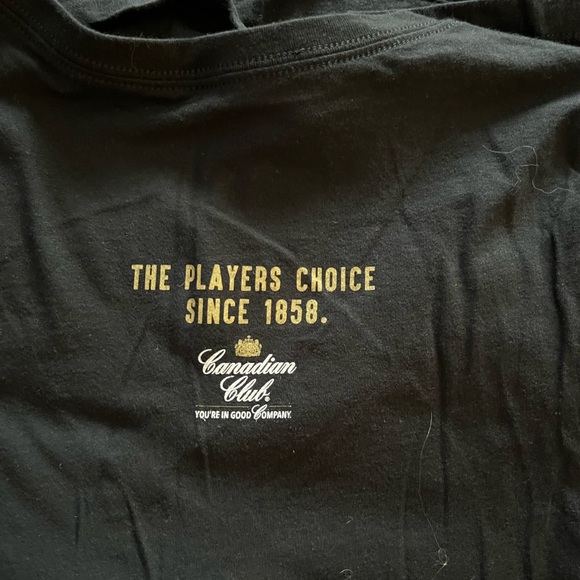 THE PLAYERS CHOICE
SINCE 1858.
Canadian
Club®
YOU'RE IN GOOD COMPANY.